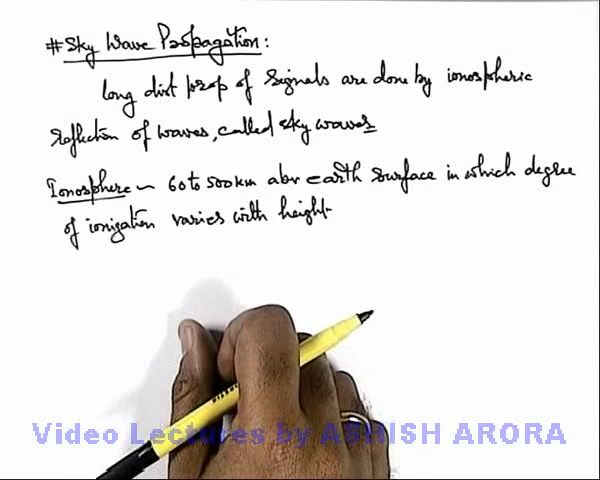 # Sky Wave Propagation :
long dist prop of signals are done by ionospheric
reflection of waves, called sky waves
Ionosphere ~ 60 to 500km abv earth surface in which degree
of ionization varies with height
Video Lectures by ASHISH ARORA